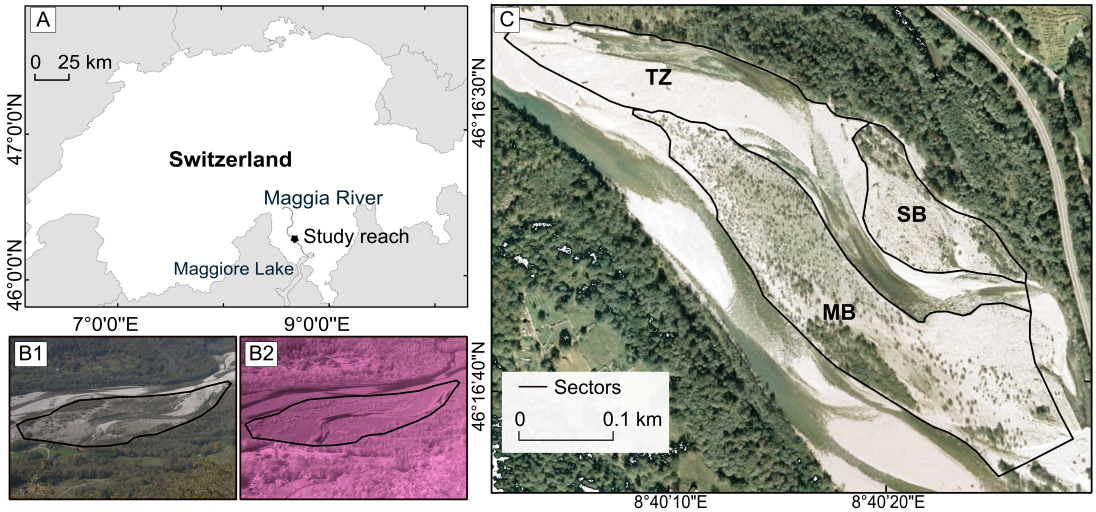 A
0 25 km
47°0'0"N
Switzerland
Maggia River
Study reach
Maggiore Lake
46°0'0"N
7°0'0"E
9°0'0"E
B1
B2
C
46°16'30"N
TZ
SB
MB
46°16'40"N
Sectors
0 0.1 km
8°40'10"E
8°40'20"E